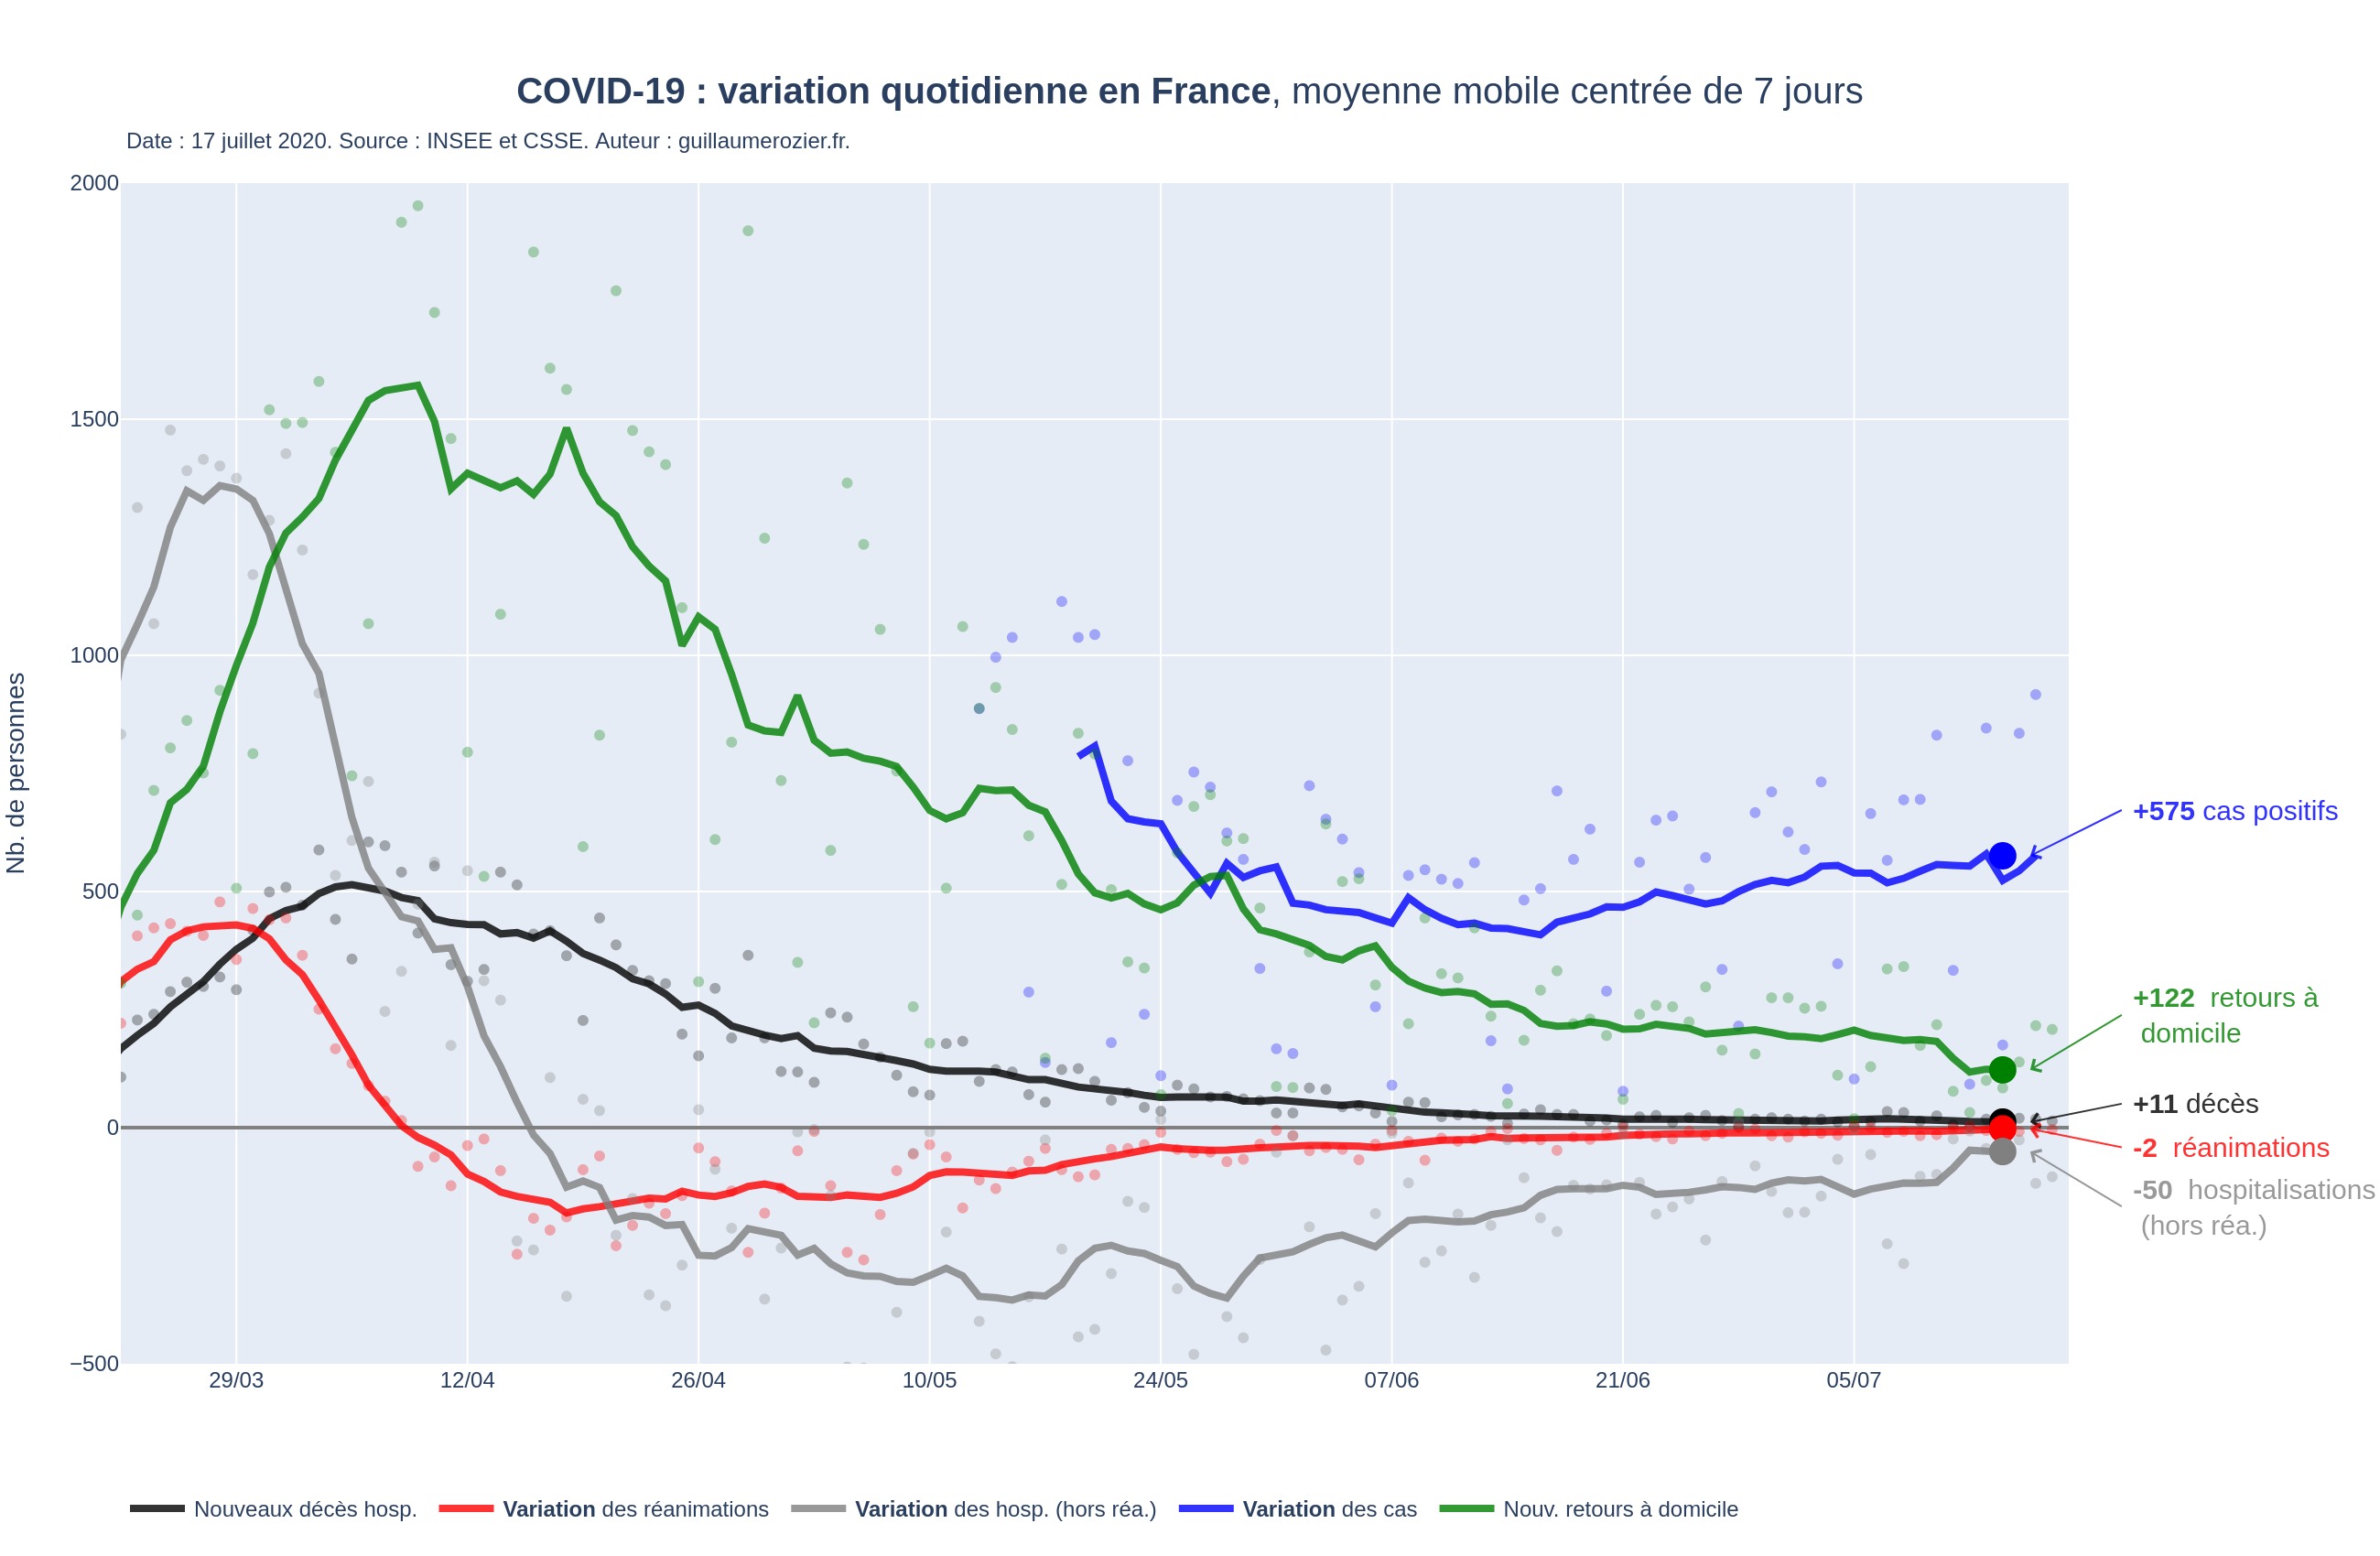 COVID-19 : variation quotidienne en France, moyenne mobile centrée de 7 jours
Date : 17 juillet 2020. Source : INSEE et CSSE. Auteur : guillaumerozier.fr.
Nb. de personnes
2000
1500
1000
500
0
−500
29/03 12/04 26/04 10/05 24/05 07/06 21/06 05/07
+575 cas positifs
+122 retours à
domicile
+11 décès
-2 réanimations
-50 hospitalisations
(hors réa.)
Nouveaux décès hosp. Variation des réanimations Variation des hosp. (hors réa.) Variation des cas Nouv. retours à domicile